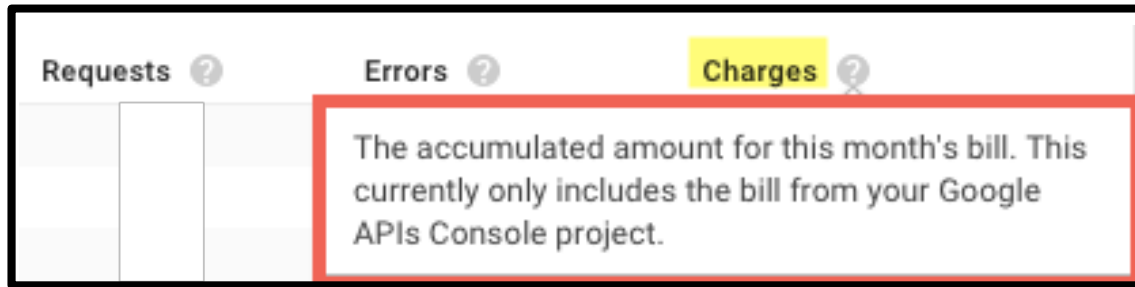 Requests ? Errors ? Charges ?
The accumulated amount for this month's bill. This
currently only includes the bill from your Google
APIs Console project.